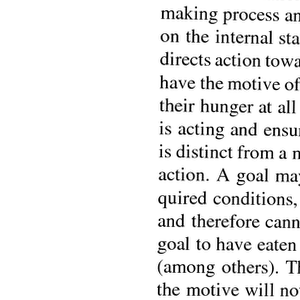 making process an
on the internal sta
directs action towa
have the motive of
their hunger at all
is acting and ensu
is distinct from a n
action. A goal may
quired conditions,
and therefore cann
goal to have eaten
(among others). Th
the motive will no